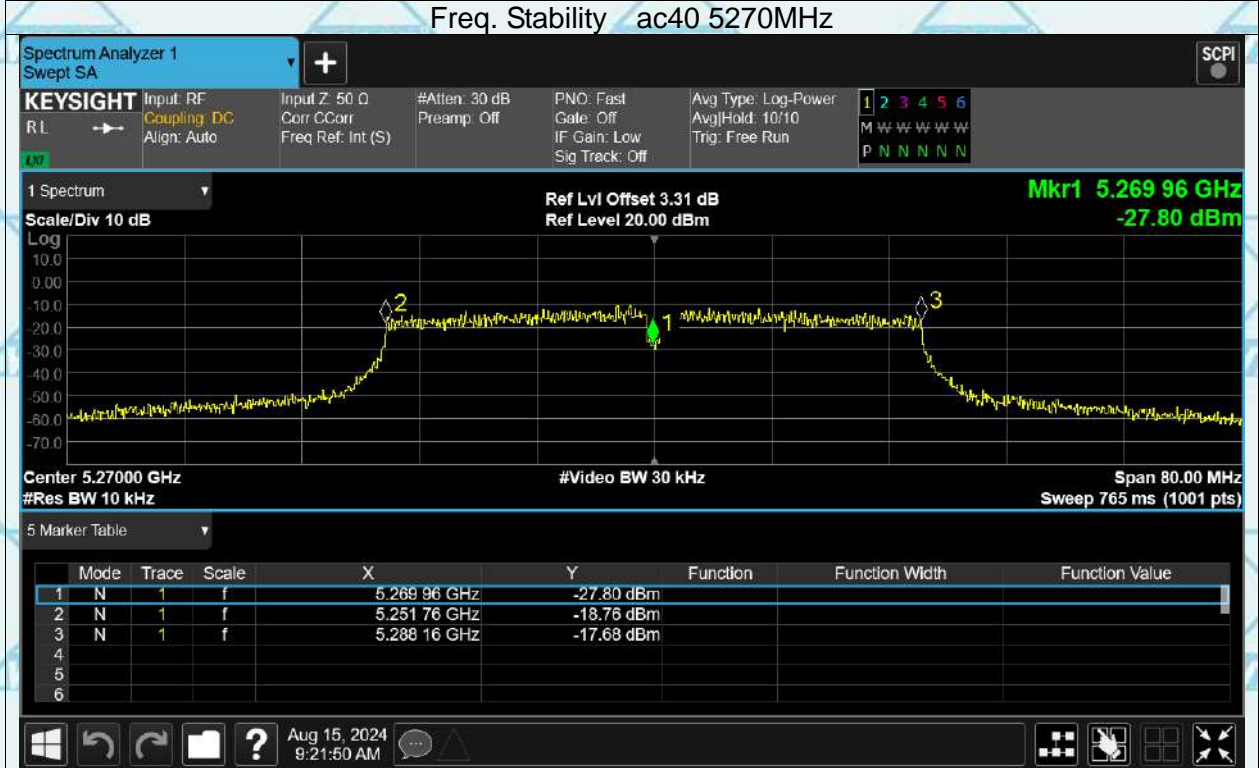 Freq. Stability ac40 5270MHz
Spectrum Analyzer 1
Swept SA
SCPI
KEYSIGHT
RL
LXI
Input: RF
Coupling: DC
Align: Auto
Input Z: 50 Ω
Corr CCorr
Freq Ref: Int (S)
#Atten: 30 dB
Preamp: Off
PNO: Fast
Gate: Off
IF Gain: Low
Sig Track: Off
Avg Type: Log-Power
Avg|Hold: 10/10
Trig: Free Run
1 2 3 4 5 6
M W W W W W
P N N N N N
1 Spectrum
Scale/Div 10 dB
Ref Lvl Offset 3.31 dB
Ref Level 20.00 dBm
Mkr1 5.269 96 GHz
-27.80 dBm
Log
10.0
0.00
-10.0
-20.0
-30.0
-40.0
-50.0
-60.0
-70.0
2
1
3
Center 5.27000 GHz
#Video BW 30 kHz
Span 80.00 MHz
#Res BW 10 kHz
Sweep 765 ms (1001 pts)
5 Marker Table
Mode Trace Scale X Y Function Function Width Function Value
1 N 1 f 5.269 96 GHz -27.80 dBm
2 N 1 f 5.251 76 GHz -18.76 dBm
3 N 1 f 5.288 16 GHz -17.68 dBm
4
5
6
?
Aug 15, 2024
9:21:50 AM